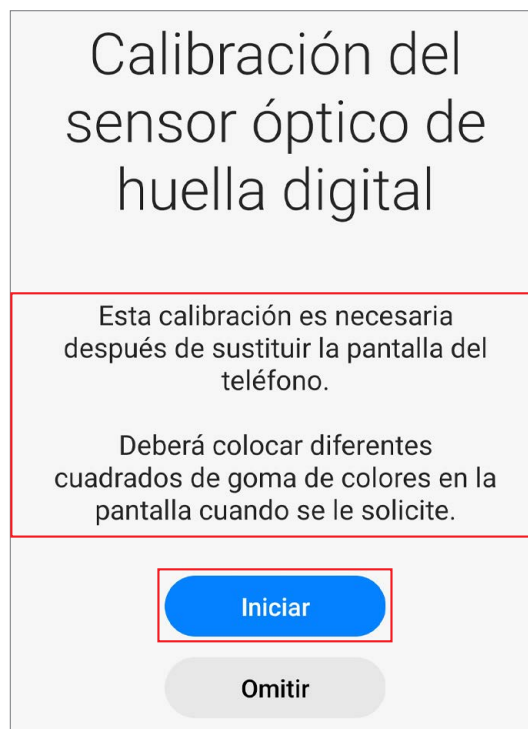 Calibración del
sensor óptico de
huella digital
Esta calibración es necesaria
después de sustituir la pantalla del
teléfono.
Deberá colocar diferentes
cuadrados de goma de colores en la
pantalla cuando se le solicite.
Iniciar
Omitir